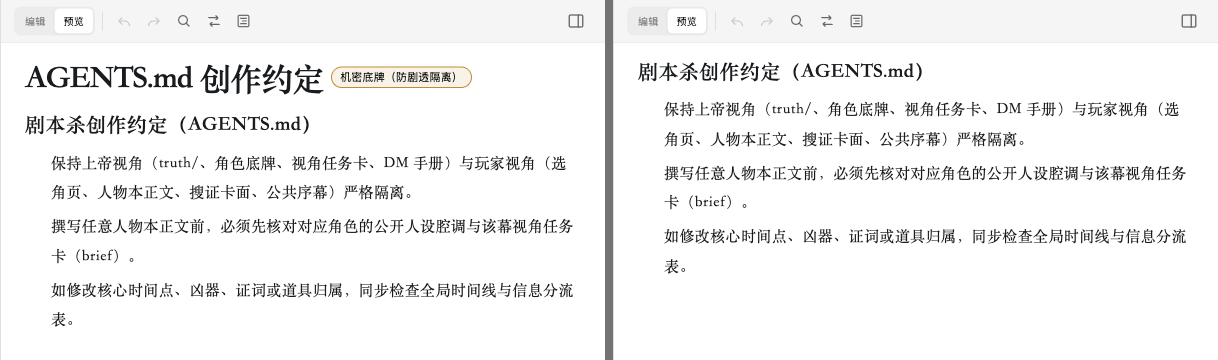 编辑 预览
AGENTS.md 创作约定 机密底牌（防剧透隔离）
剧本杀创作约定（AGENTS.md）
保持上帝视角（truth/、角色底牌、视角任务卡、DM 手册）与玩家视角（选
角页、人物本正文、搜证卡面、公共序幕）严格隔离。
撰写任意人物本正文前，必须先核对对应角色的公开人设腔调与该幕视角任务
卡（brief）。
如修改核心时间点、凶器、证词或道具归属，同步检查全局时间线与信息分流
表。
编辑 预览
剧本杀创作约定（AGENTS.md）
保持上帝视角（truth/、角色底牌、视角任务卡、DM 手册）与玩家视角（选
角页、人物本正文、搜证卡面、公共序幕）严格隔离。
撰写任意人物本正文前，必须先核对对应角色的公开人设腔调与该幕视角任务
卡（brief）。
如修改核心时间点、凶器、证词或道具归属，同步检查全局时间线与信息分流
表。